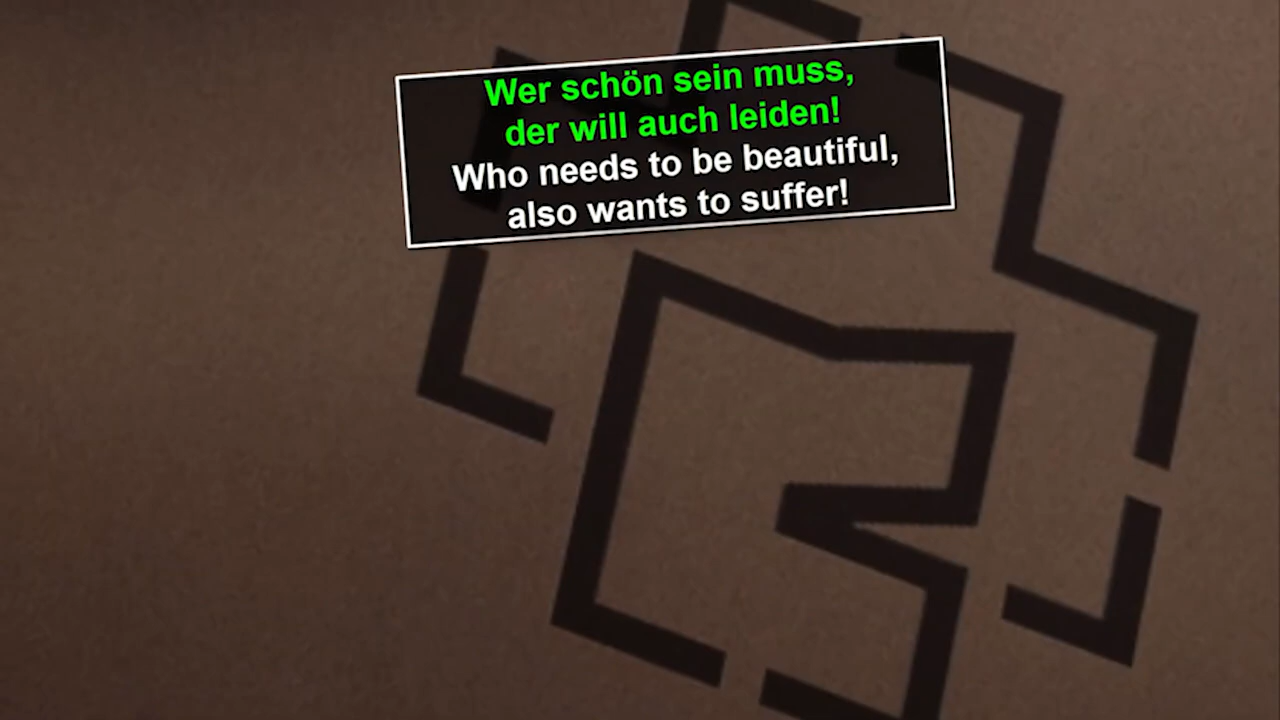 Wer schön sein muss,
der will auch leiden!
Who needs to be beautiful,
also wants to suffer!